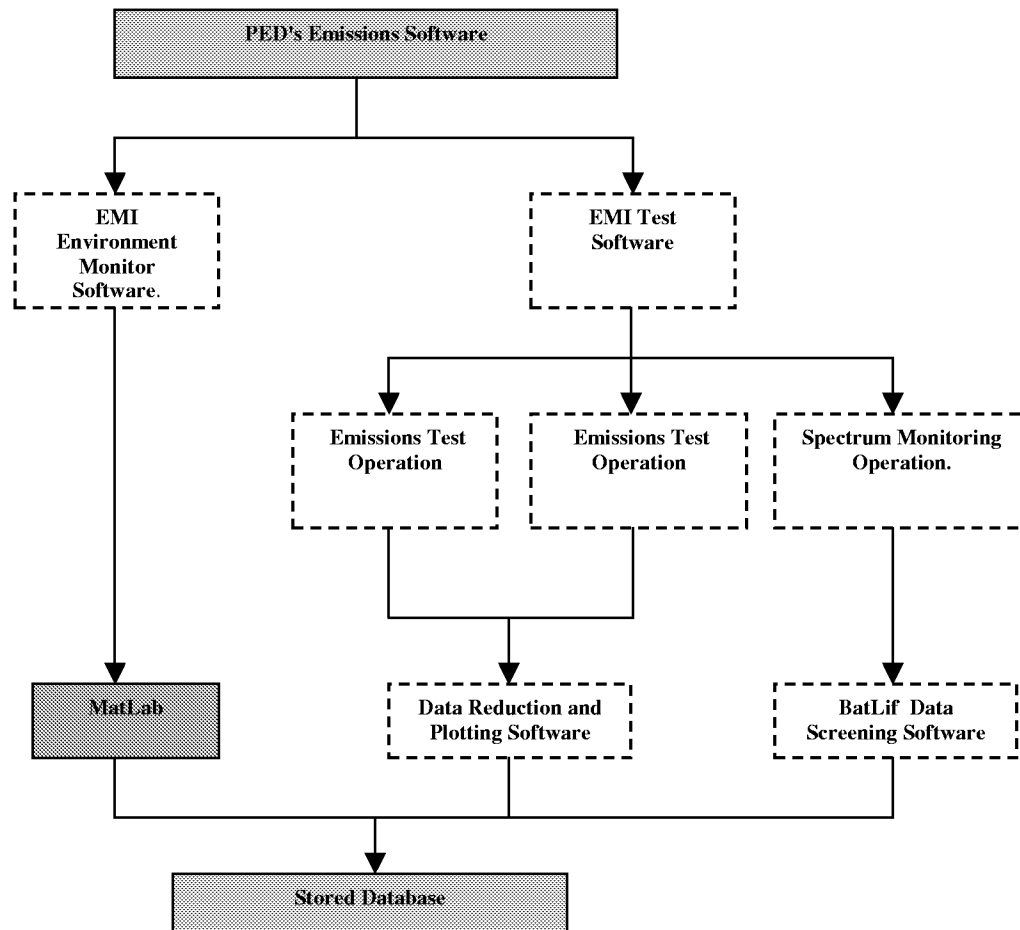 PED's Emissions Software
EMI
Environment
Monitor
Software.
EMI Test
Software
Emissions Test
Operation
Emissions Test
Operation
Spectrum Monitoring
Operation.
MatLab
Data Reduction and
Plotting Software
BatLif Data
Screening Software
Stored Database